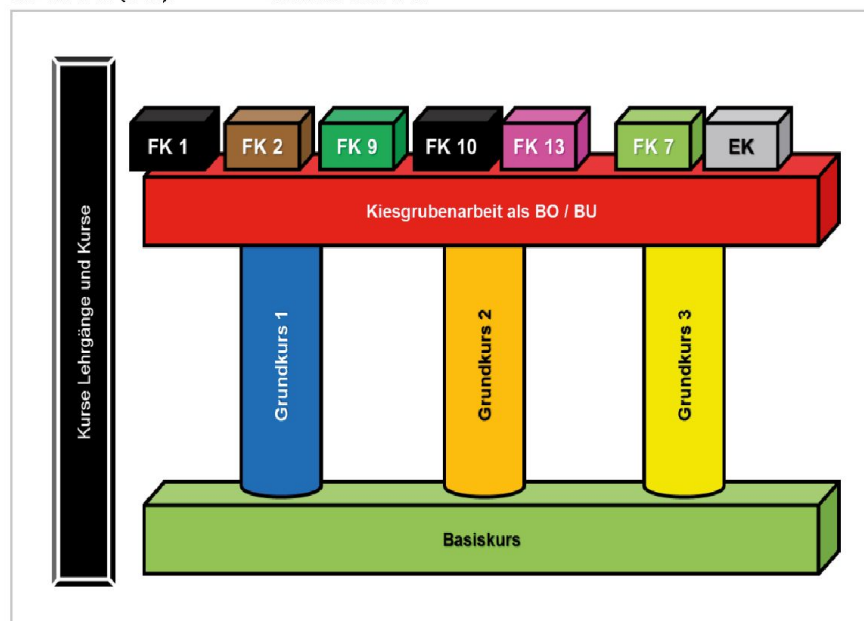 FK 1
FK 2
FK 9
FK 10
FK 13
FK 7
EK
Kiesgrubenarbeit als BO / BU
Kurse Lehrgänge und Kurse
Grundkurs 1
Grundkurs 2
Grundkurs 3
Basiskurs